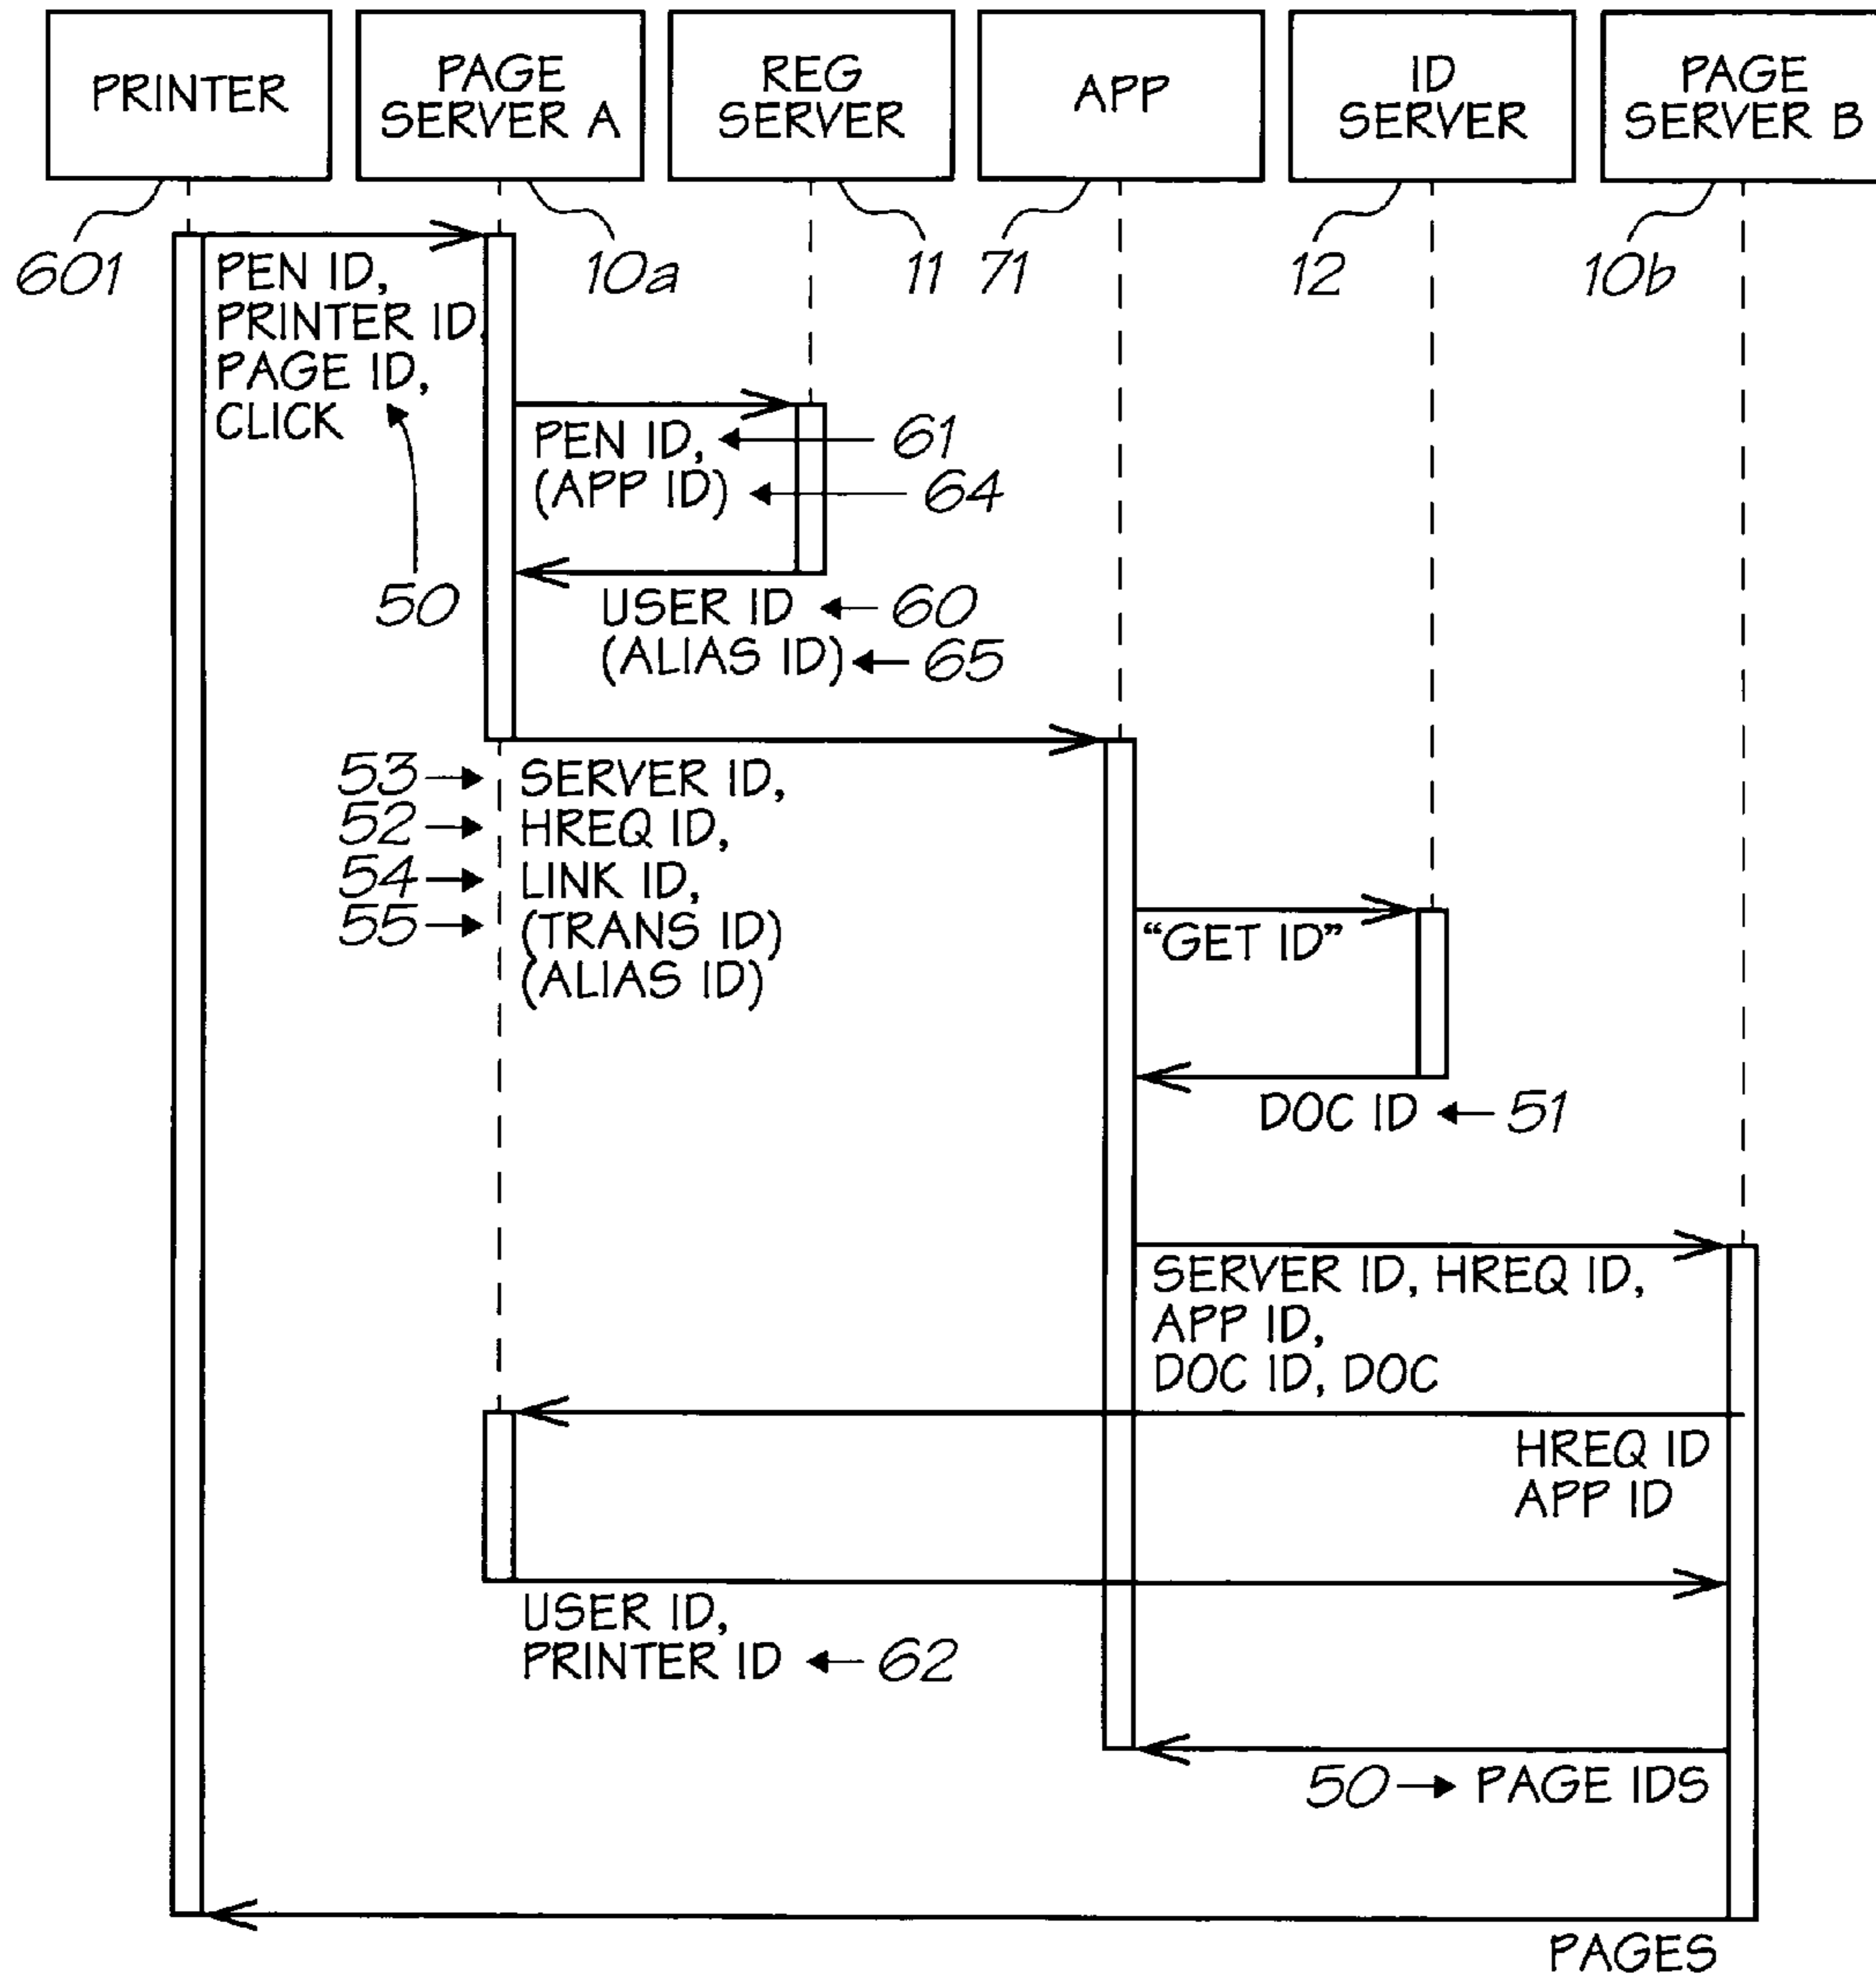 PRINTER
PAGE
SERVER A
REG
SERVER
APP
ID
SERVER
PAGE
SERVER B
601
10a
11
71
12
10b
PEN ID,
PRINTER ID
PAGE ID,
CLICK
50
PEN ID,
61
(APP ID)
64
USER ID
60
(ALIAS ID)
65
53
SERVER ID,
52
HREQ ID,
54
LINK ID,
55
(TRANS ID)
(ALIAS ID)
“GET ID”
DOC ID
51
SERVER ID, HREQ ID,
APP ID,
DOC ID, DOC
HREQ ID
APP ID
USER ID,
PRINTER ID
62
50
PAGE IDS
PAGES